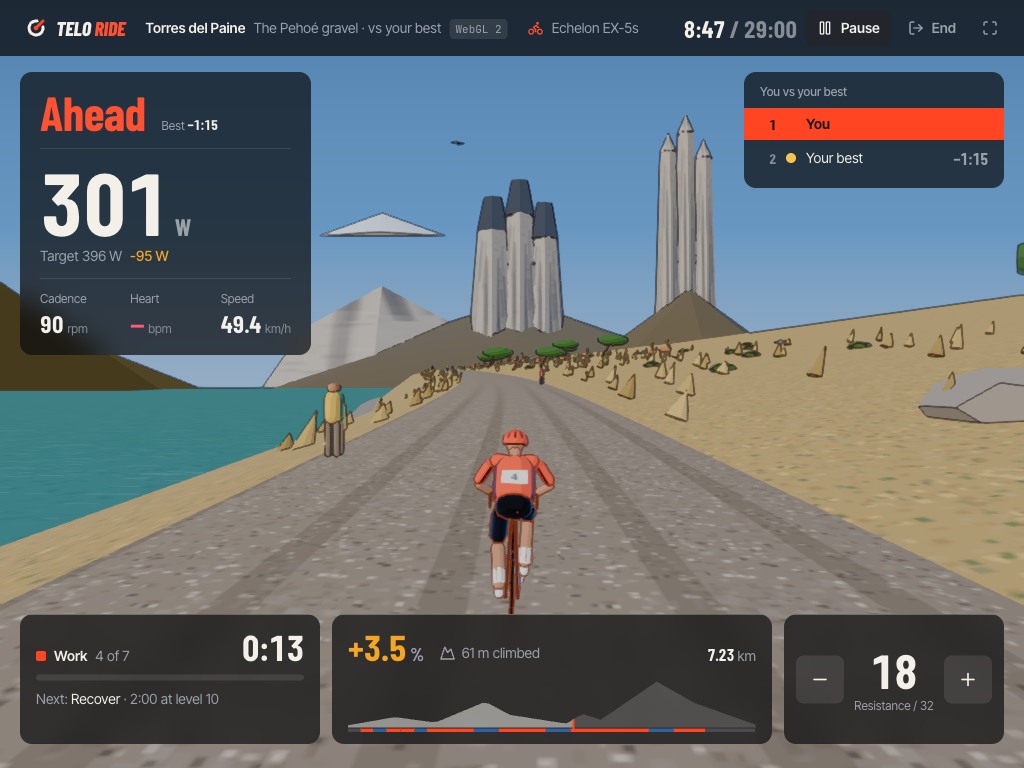 TELO RIDE Torres del Paine The Pehoé gravel · vs your best WebGL 2 Echelon EX-5s 8:47 / 29:00 Pause End
Ahead Best −1:15
301 W
Target 396 W -95 W
Cadence Heart Speed
90 rpm — bpm 49.4 km/h
You vs your best
1 You
2 Your best −1:15
4
Work 4 of 7 0:13
Next: Recover · 2:00 at level 10
+3.5 % 61 m climbed 7.23 km
− 18 +
Resistance / 32